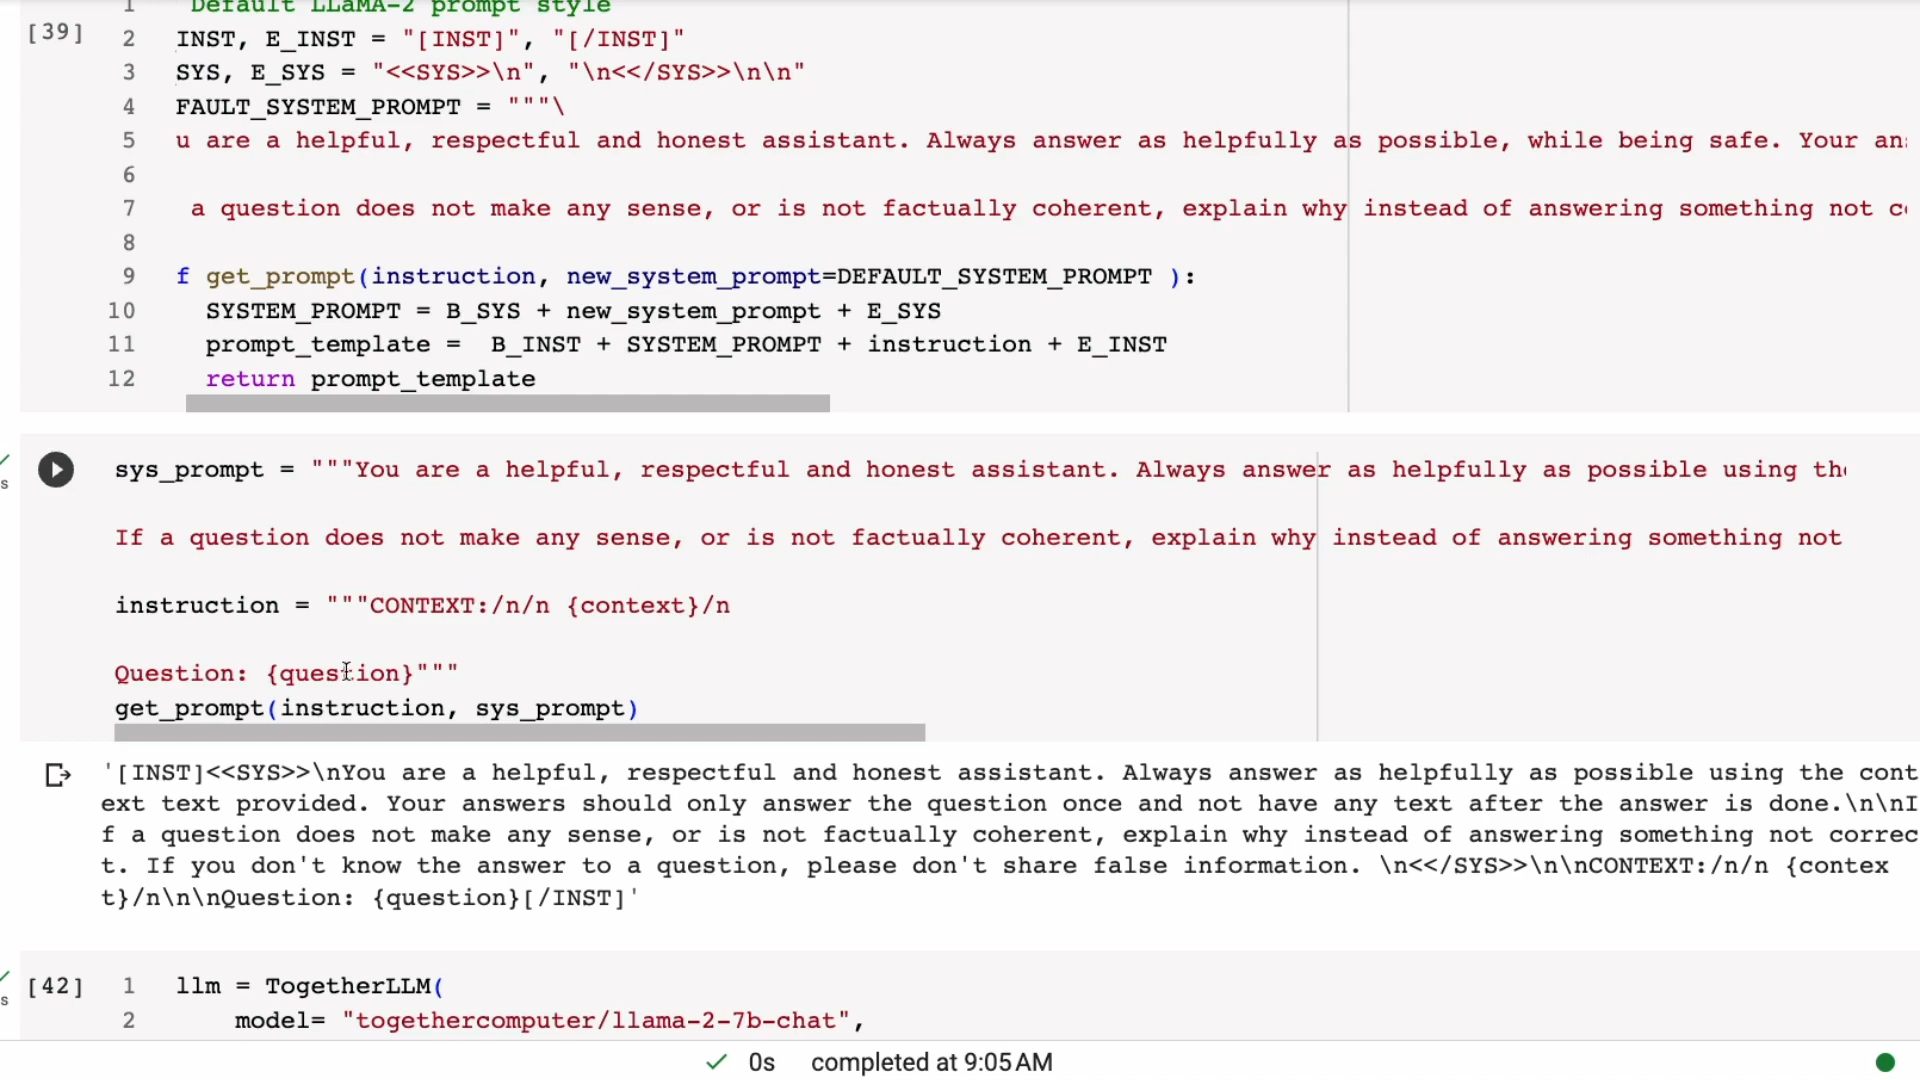 1 Default LLaMA-2 prompt style
[39] 2 INST, E_INST = "[INST]", "[/INST]"
3 SYS, E_SYS = "<<SYS>>\n", "\n<</SYS>>\n\n"
4 FAULT_SYSTEM_PROMPT = """\
5 u are a helpful, respectful and honest assistant. Always answer as helpfully as possible, while being safe. Your an
6
7 a question does not make any sense, or is not factually coherent, explain why instead of answering something not c
8
9 f get_prompt(instruction, new_system_prompt=DEFAULT_SYSTEM_PROMPT ):
10 SYSTEM_PROMPT = B_SYS + new_system_prompt + E_SYS
11 prompt_template =  B_INST + SYSTEM_PROMPT + instruction + E_INST
12 return prompt_template
sys_prompt = """You are a helpful, respectful and honest assistant. Always answer as helpfully as possible using th
s
If a question does not make any sense, or is not factually coherent, explain why instead of answering something not
instruction = """CONTEXT:/n/n {context}/n
Question: {question}"""
get_prompt(instruction, sys_prompt)
'[INST]<<SYS>>\nYou are a helpful, respectful and honest assistant. Always answer as helpfully as possible using the cont
ext text provided. Your answers should only answer the question once and not have any text after the answer is done.\n\nI
f a question does not make any sense, or is not factually coherent, explain why instead of answering something not correc
t. If you don't know the answer to a question, please don't share false information. \n<</SYS>>\n\nCONTEXT:/n/n {contex
t}/n\n\nQuestion: {question}[/INST]'
[42] 1 llm = TogetherLLM(
s
2 model= "togethercomputer/llama-2-7b-chat",
0s completed at 9:05 AM